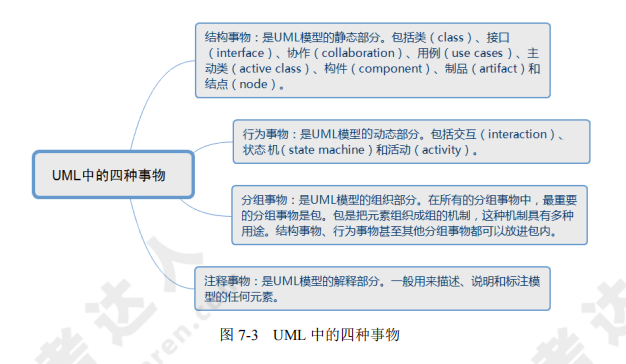 结构事物：是UML模型的静态部分。包括类（class）、接口
（interface）、协作（collaboration）、用例（use cases）、主
动类（active class）、构件（component）、制品（artifact）和
结点（node）。
UML中的四种事物
行为事物：是UML模型的动态部分。包括交互（interaction）、
状态机（state machine）和活动（activity）。
分组事物：是UML模型的组织部分。在所有的分组事物中，最重要
的分组事物是包。包是把元素组织成组的机制，这种机制具有多种
用途。结构事物、行为事物甚至其他分组事物都可以放进包内。
注释事物：是UML模型的解释部分。一般用来描述、说明和标注模
型的任何元素。
图 7-3 UML 中的四种事物
考达人